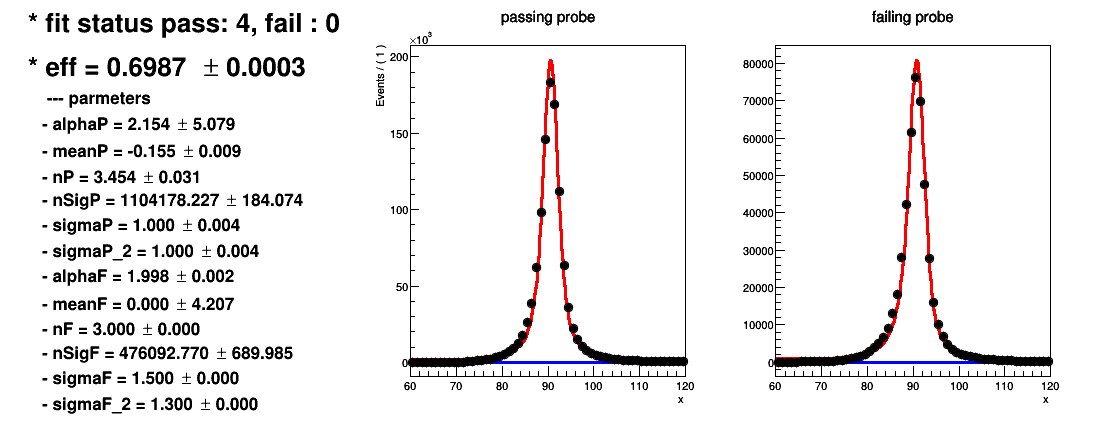 * fit status pass: 4, fail : 0
* eff = 0.6987 ± 0.0003
--- parmeters
- alphaP = 2.154 ± 5.079
- meanP = -0.155 ± 0.009
- nP = 3.454 ± 0.031
- nSigP = 1104178.227 ± 184.074
- sigmaP = 1.000 ± 0.004
- sigmaP_2 = 1.000 ± 0.004
- alphaF = 1.998 ± 0.002
- meanF = 0.000 ± 4.207
- nF = 3.000 ± 0.000
- nSigF = 476092.770 ± 689.985
- sigmaF = 1.500 ± 0.000
- sigmaF_2 = 1.300 ± 0.000
passing probe
×10³
Events / ( 1 )
200
150
100
50
0
60 70 80 90 100 110 120
x
failing probe
80000
70000
60000
50000
40000
30000
20000
10000
0
60 70 80 90 100 110 120
x